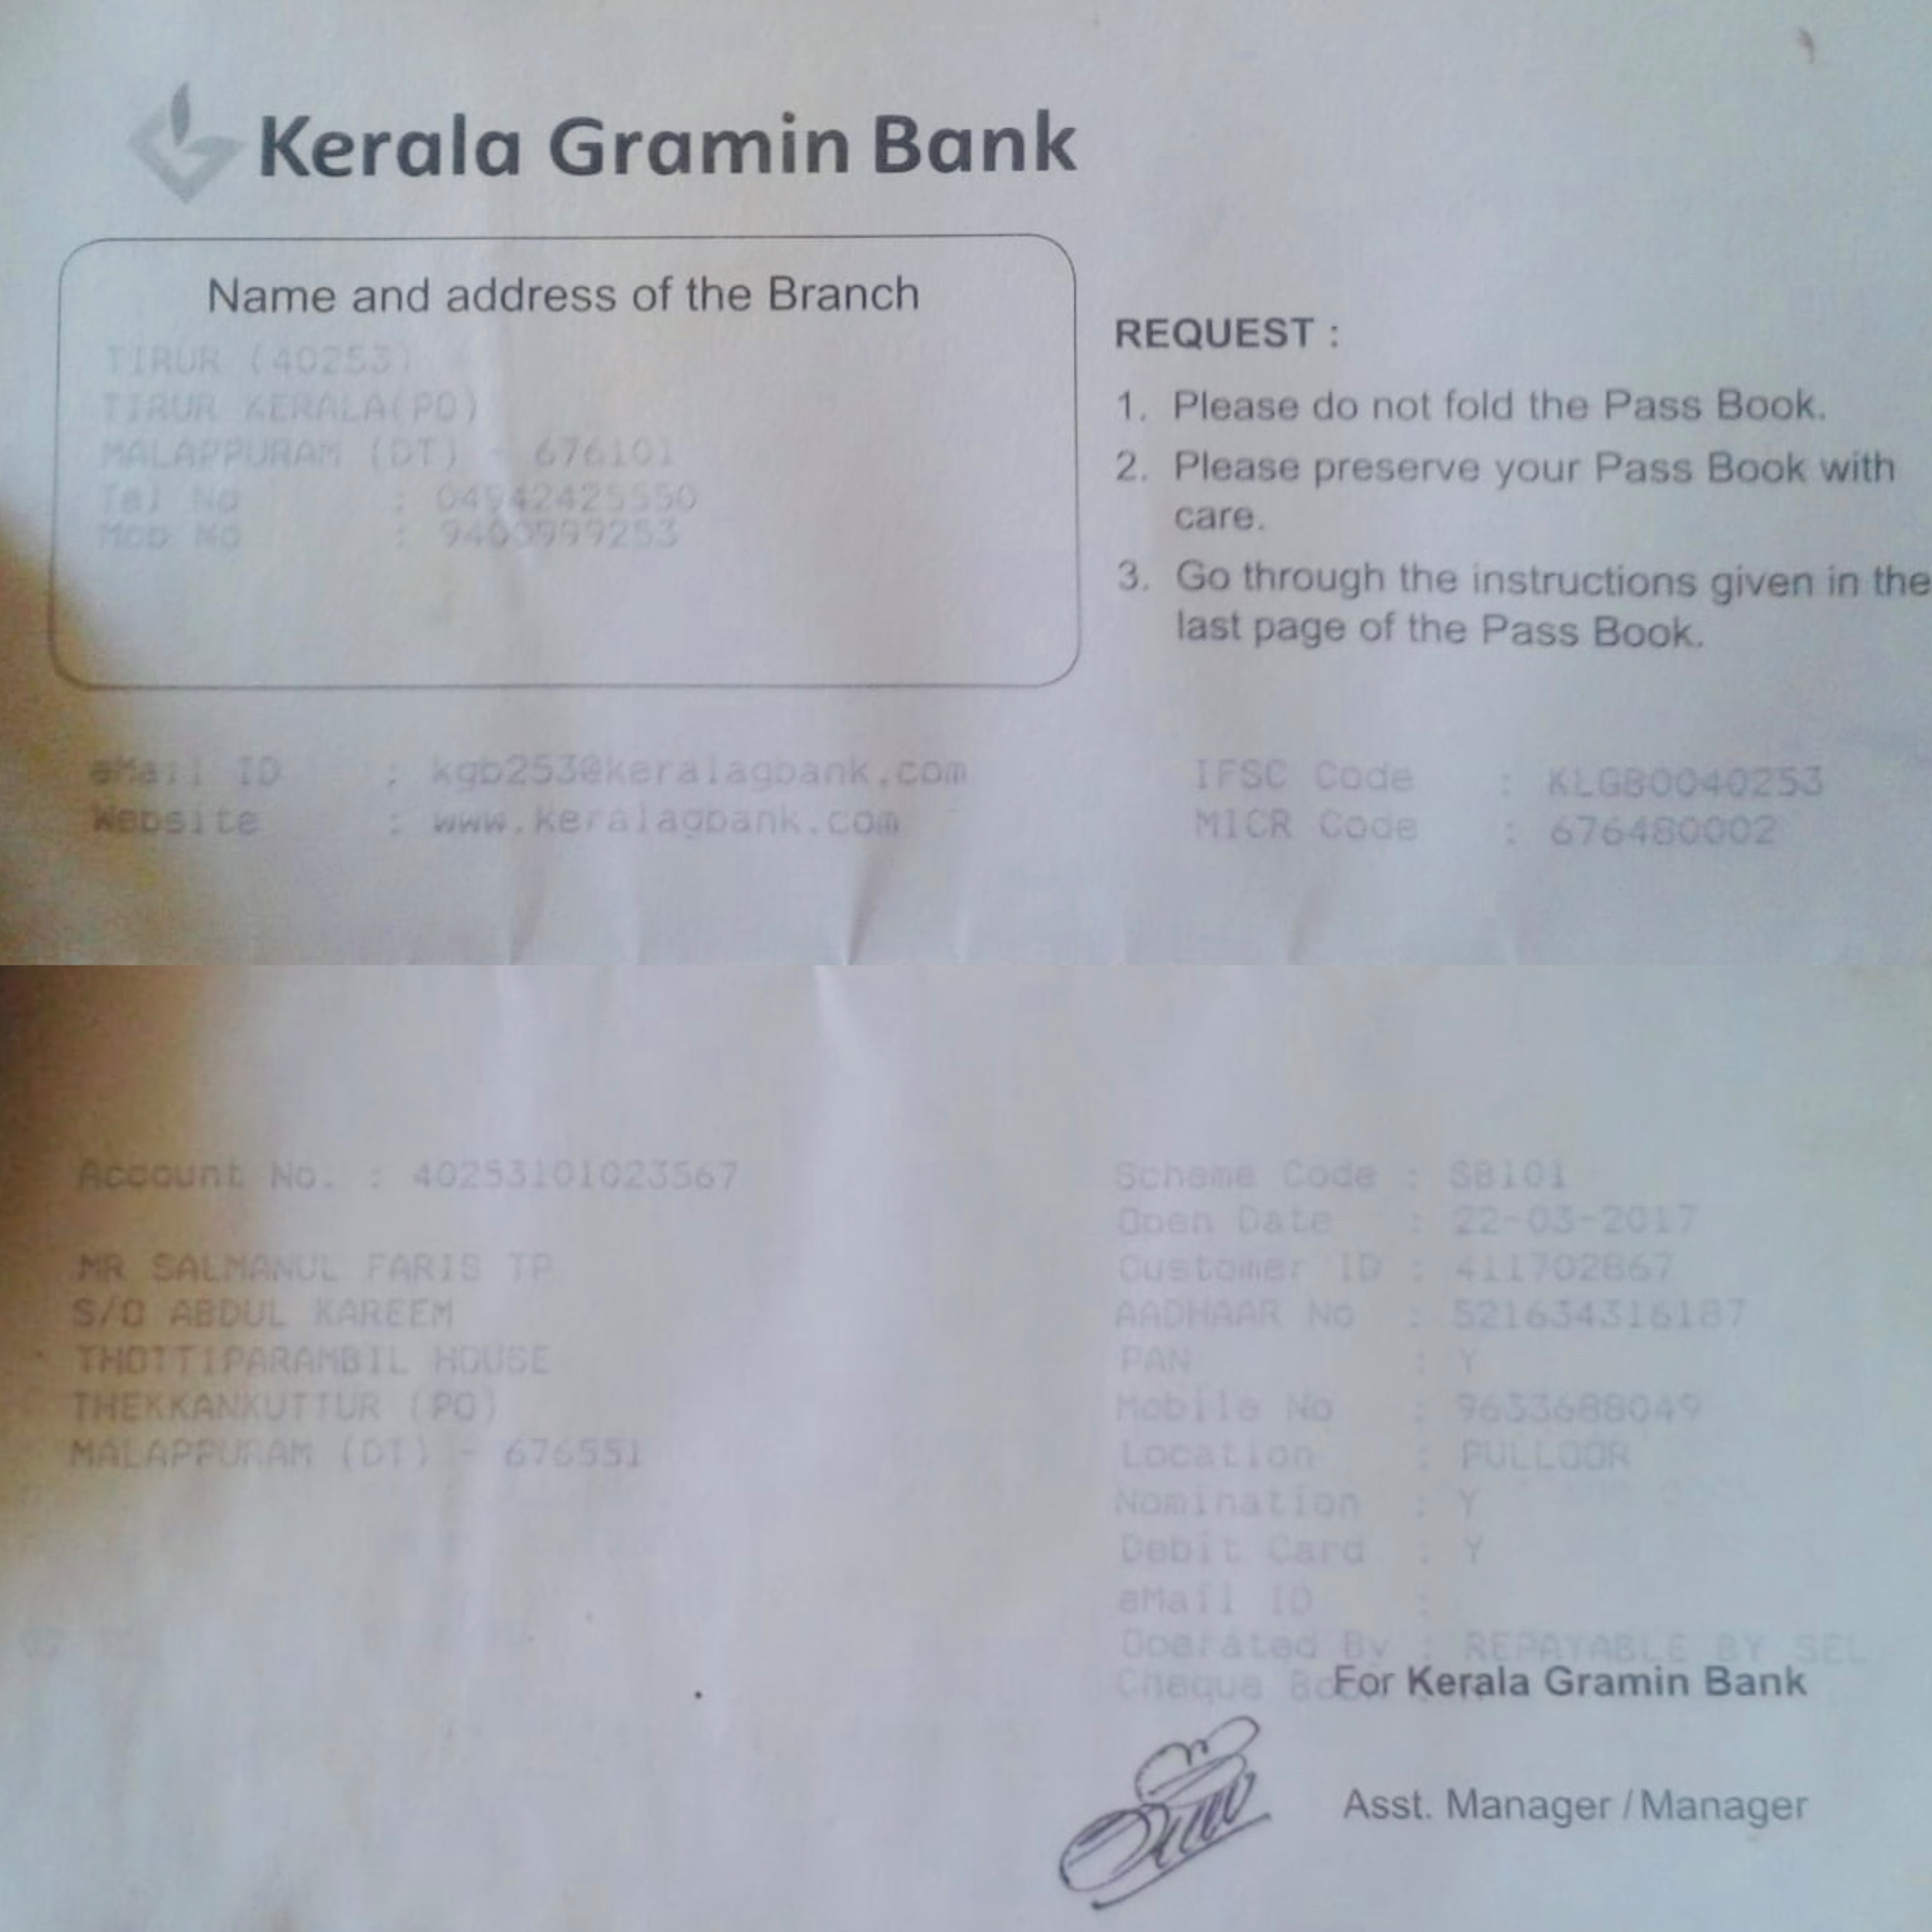 Kerala Gramin Bank
Name and address of the Branch
TIRUR (40253)
TIRUR KERALA(PO)
MALAPPURAM (DT) - 676101
Tel No : 04942425550
Mob No : 9400999253
REQUEST :
1. Please do not fold the Pass Book.
2. Please preserve your Pass Book with
care.
3. Go through the instructions given in the
last page of the Pass Book.
eMail ID : kgb253@keralagbank.com
Website : www.keralagbank.com
IFSC Code : KLGB0040253
MICR Code : 676480002
Account No. : 40253101023567
MR SALMANUL FARIS TP
S/O ABDUL KAREEM
THOTTIPARAMBIL HOUSE
THEKKANKUTTUR (PO)
MALAPPURAM (DT) - 676551
Scheme Code : SB101
Open Date : 22-03-2017
Customer ID : 411702867
AADHAAR No : 521634316187
PAN : Y
Mobile No : 9633688049
Location : PULLOOR
Nomination : Y
Debit Card : Y
eMail ID :
Operated By : REPAYABLE BY SEL
Cheque
For Kerala Gramin Bank
Asst. Manager / Manager